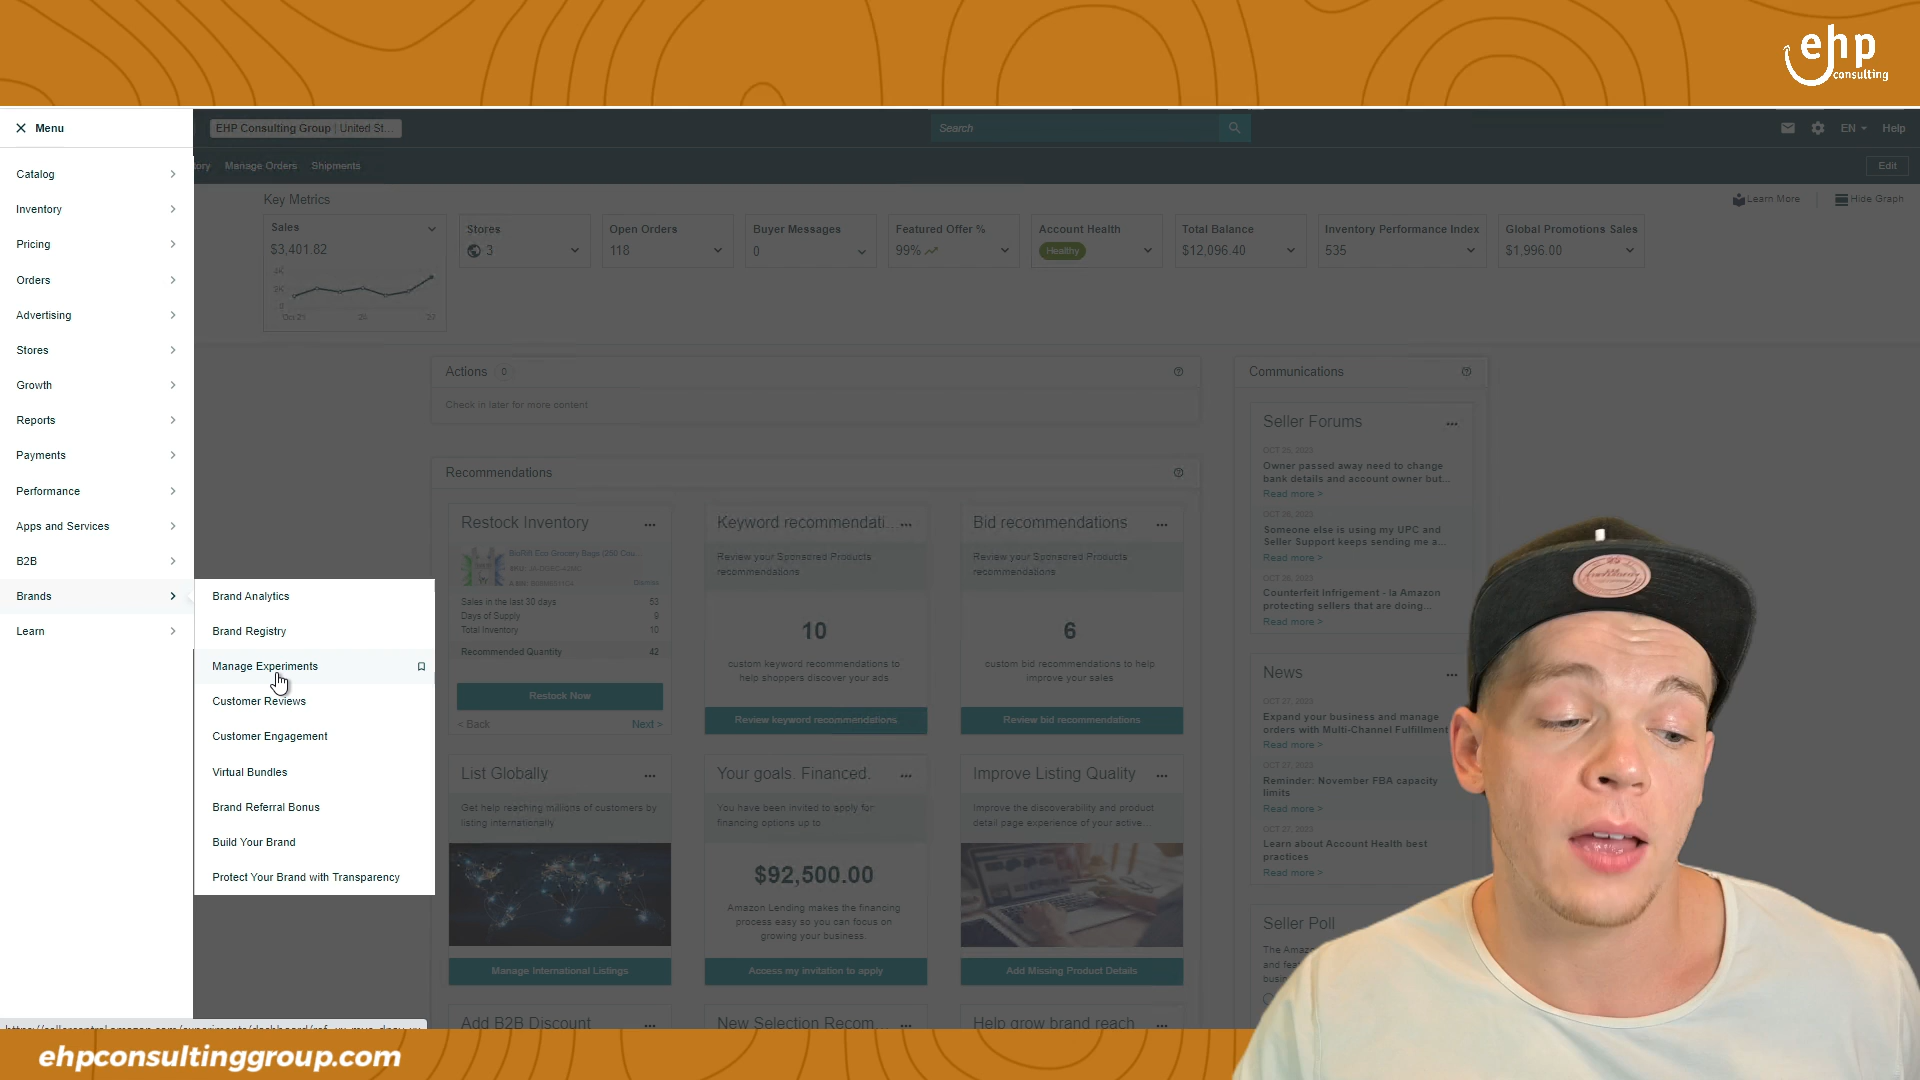 ehp
consulting
Menu
EHP Consulting Group | United St...
Search
EN
Help
ory
Manage Orders
Shipments
Edit
Catalog
Inventory
Pricing
Orders
Advertising
Stores
Growth
Reports
Payments
Performance
Apps and Services
B2B
Brands
Learn
Brand Analytics
Brand Registry
Manage Experiments
Customer Reviews
Customer Engagement
Virtual Bundles
Brand Referral Bonus
Build Your Brand
Protect Your Brand with Transparency
Key Metrics
Learn More
Hide Graph
Sales
$3,401.82
Stores
3
Open Orders
118
Buyer Messages
0
Featured Offer %
99%
Account Health
Healthy
Total Balance
$12,096.40
Inventory Performance Index
535
Global Promotions Sales
$1,996.00
Actions 0
Check in later for more content
Recommendations
Restock Inventory
Sales in the last 30 days 53
Days of Supply 9
Total Inventory 10
Recommended Quantity 42
Restock Now
< Back
Next >
Keyword recommendati...
Review your Sponsored Products
recommendations
10
custom keyword recommendations to
help shoppers discover your ads
Review keyword recommendations
Bid recommendations
Review your Sponsored Products
recommendations
6
custom bid recommendations to help
improve your sales
Review bid recommendations
List Globally
Get help reaching millions of customers by
listing internationally
Manage International Listings
Your goals. Financed.
You have been invited to apply for
financing options up to
$92,500.00
Amazon Lending makes the financing
process easy so you can focus on
growing your business.
Access my invitation to apply
Improve Listing Quality
Improve the discoverability and product
detail page experience of your active...
Add Missing Product Details
Add B2B Discount
New Selection Recom...
Help grow brand reach
Communications
Seller Forums
Owner passed away need to change
bank details and account owner but...
Read more >
Someone else is using my UPC and
Seller Support keeps sending me a...
Read more >
Counterfeit Infrigement - la Amazon
protecting sellers that are doing...
Read more >
News
OCT 27, 2023
Expand your business and manage
orders with Multi-Channel Fulfillment
Read more >
OCT 27, 2023
Reminder: November FBA capacity
limits
Read more >
OCT 27, 2023
Learn about Account Health best
practices
Read more >
Seller Poll
ehpconsultinggroup.com